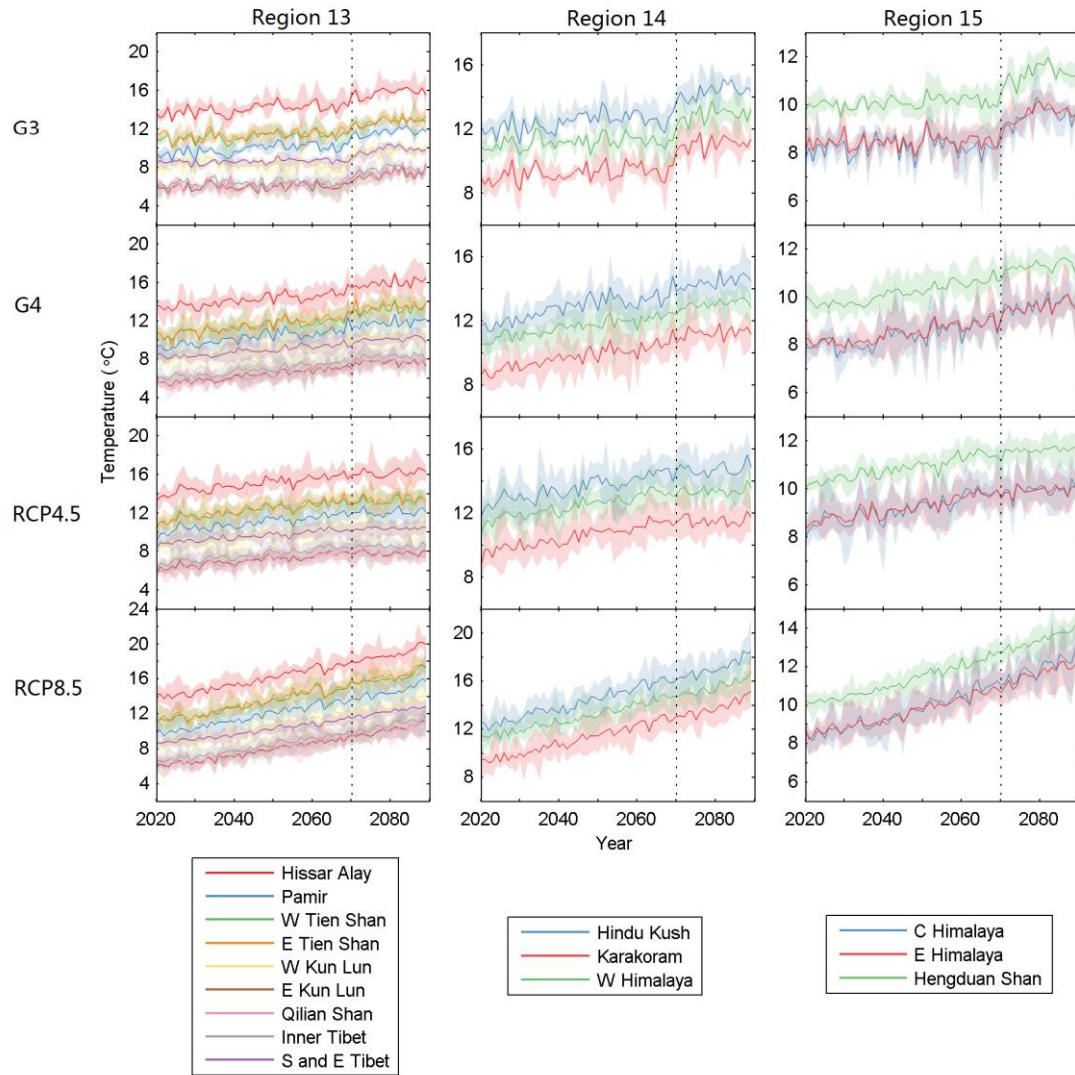 Region 13 Region 14 Region 15
G3
20
16
12
8
4
16
12
8
12
10
8
6
G4
20
16
12
8
4
16
12
8
12
10
8
6
Temperature (°C)
RCP4.5
20
16
12
8
4
16
12
8
12
10
8
6
RCP8.5
24
20
16
12
8
4
20
16
12
8
14
12
10
8
6
2020 2040 2060 2080 2020 2040 2060 2080 2020 2040 2060 2080
Year
Hissar Alay
Pamir
W Tien Shan
E Tien Shan
W Kun Lun
E Kun Lun
Qilian Shan
Inner Tibet
S and E Tibet
Hindu Kush
Karakoram
W Himalaya
C Himalaya
E Himalaya
Hengduan Shan